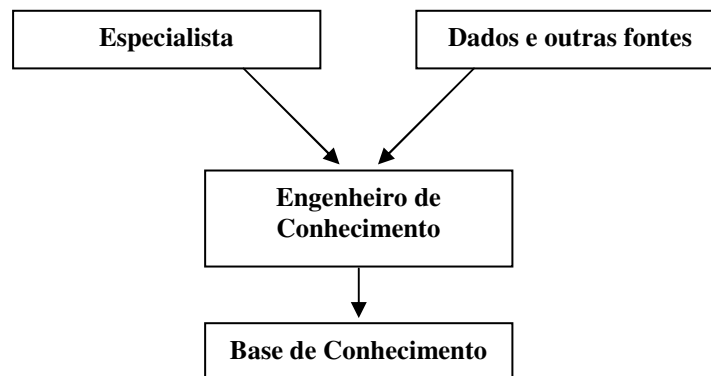 Especialista
Dados e outras fontes
Engenheiro de
Conhecimento
Base de Conhecimento